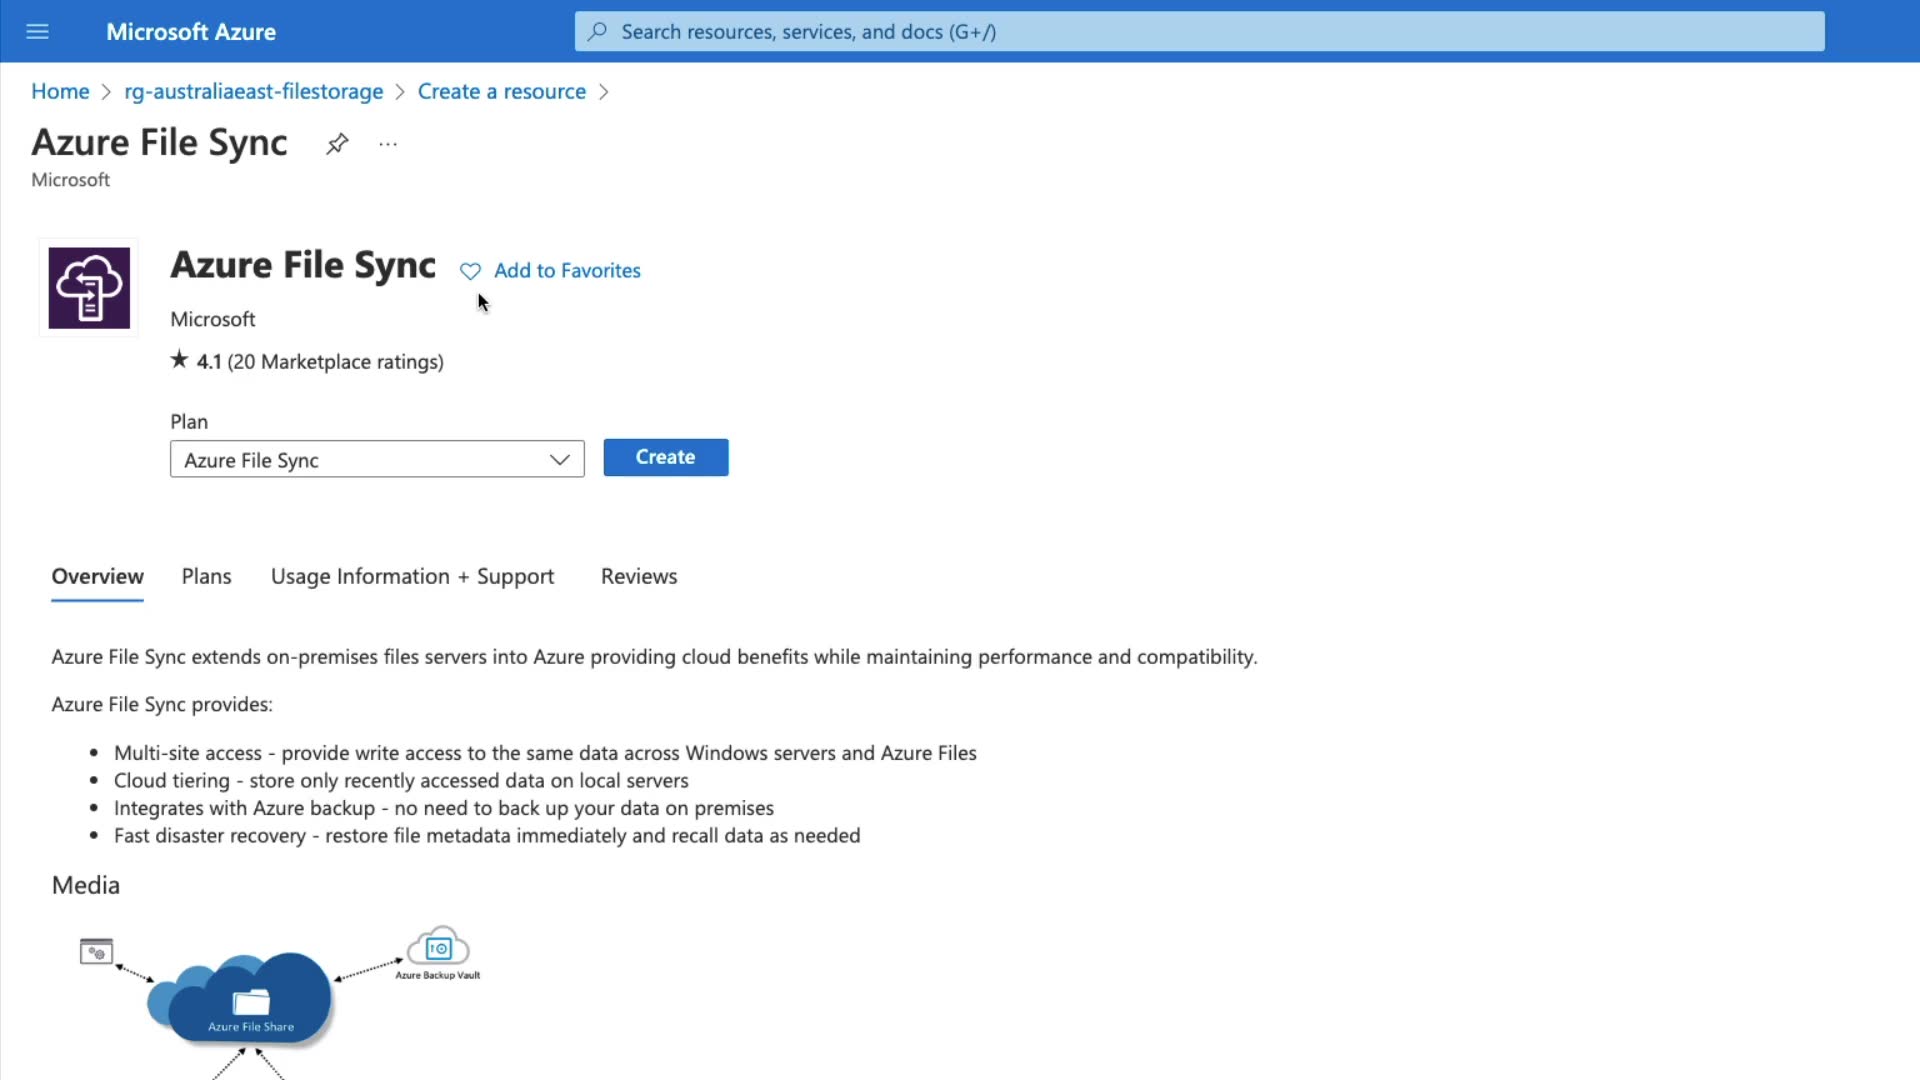 Microsoft Azure
Search resources, services, and docs (G+/)
Home > rg-australiaeast-filestorage > Create a resource >
Azure File Sync
...
Microsoft
Azure File Sync
Add to Favorites
Microsoft
★ 4.1 (20 Marketplace ratings)
Plan
Azure File Sync
Create
Overview
Plans
Usage Information + Support
Reviews
Azure File Sync extends on-premises files servers into Azure providing cloud benefits while maintaining performance and compatibility.
Azure File Sync provides:
• Multi-site access - provide write access to the same data across Windows servers and Azure Files
• Cloud tiering - store only recently accessed data on local servers
• Integrates with Azure backup - no need to back up your data on premises
• Fast disaster recovery - restore file metadata immediately and recall data as needed
Media
Azure Backup Vault
Azure File Share